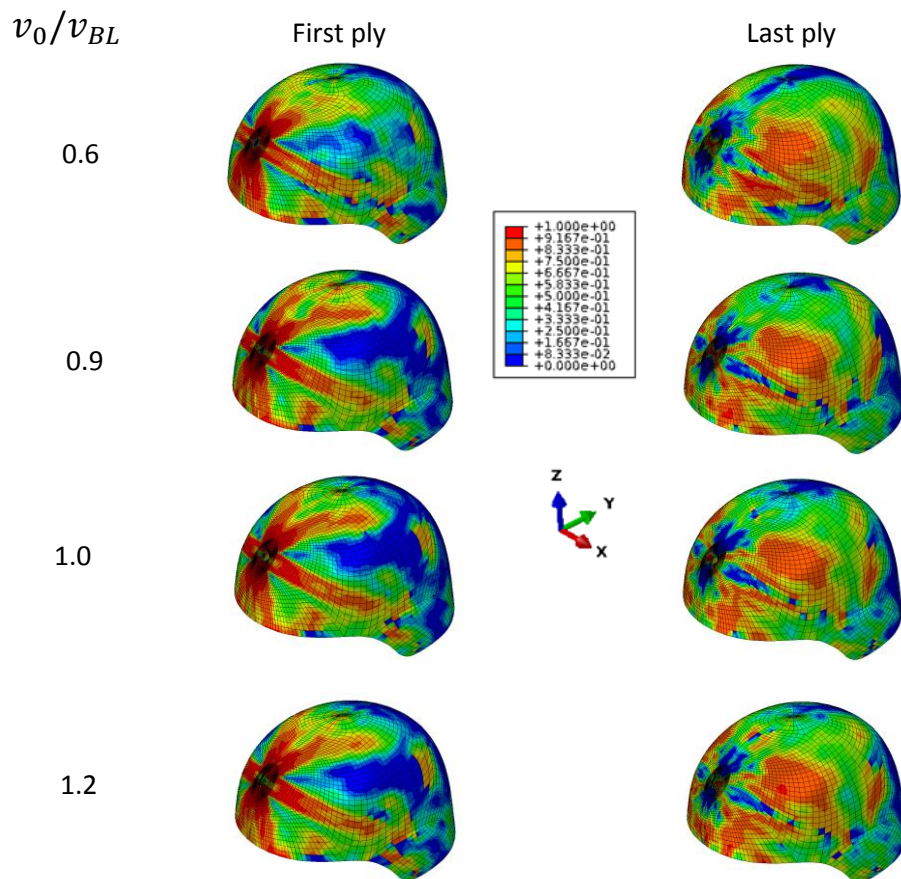 v₀/v_BL First ply Last ply
0.6
+1.000e+00
+9.167e-01
+8.333e-01
+7.500e-01
+6.667e-01
+5.833e-01
+5.000e-01
+4.167e-01
+3.333e-01
+2.500e-01
+1.667e-01
+8.333e-02
+0.000e+00
0.9
Z
Y
X
1.0
1.2